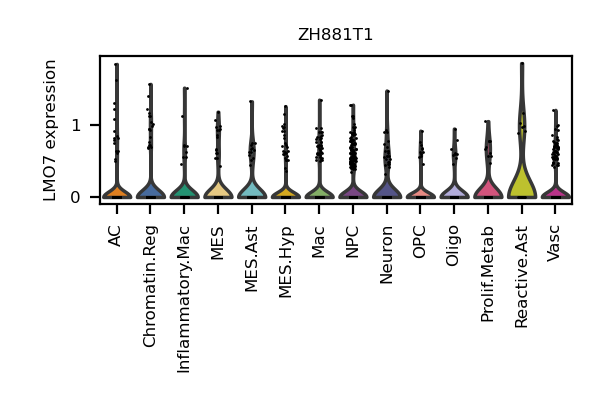 ZH881T1
LMO7 expression
1
0
AC
Chromatin.Reg
Inflammatory.Mac
MES
MES.Ast
MES.Hyp
Mac
NPC
Neuron
OPC
Oligo
Prolif.Metab
Reactive.Ast
Vasc